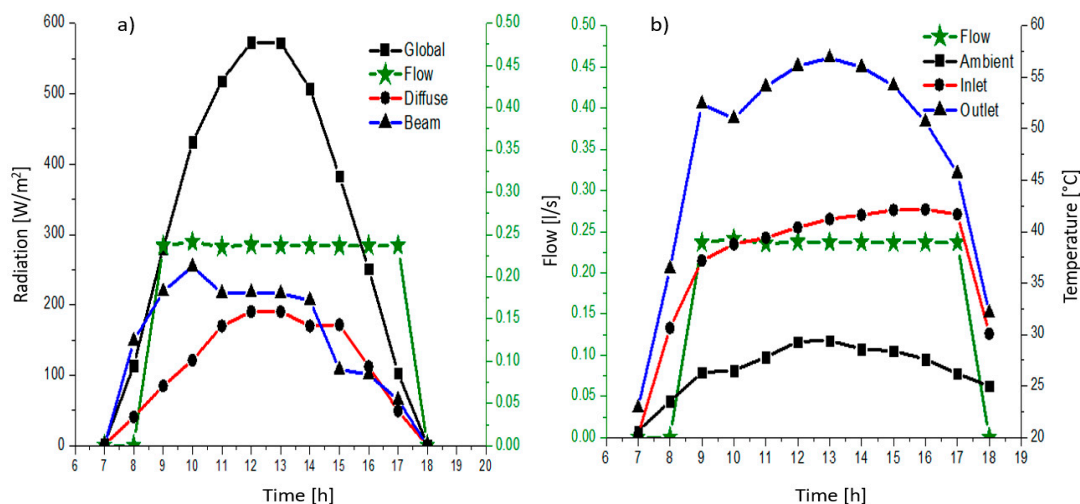 a)
Global
Flow
Diffuse
Beam
Radiation [W/m²]
600
500
400
300
200
100
0
0.50
0.45
0.40
0.35
0.30
0.25
0.20
0.15
0.10
0.05
0.00
6 7 8 9 10 11 12 13 14 15 16 17 18 19 20
Time [h]
b)
Flow
Ambient
Inlet
Outlet
Flow [l/s]
0.50
0.45
0.40
0.35
0.30
0.25
0.20
0.15
0.10
0.05
0.00
60
55
50
45
40
35
30
25
20
Temperature [°C]
6 7 8 9 10 11 12 13 14 15 16 17 18 19
Time [h]